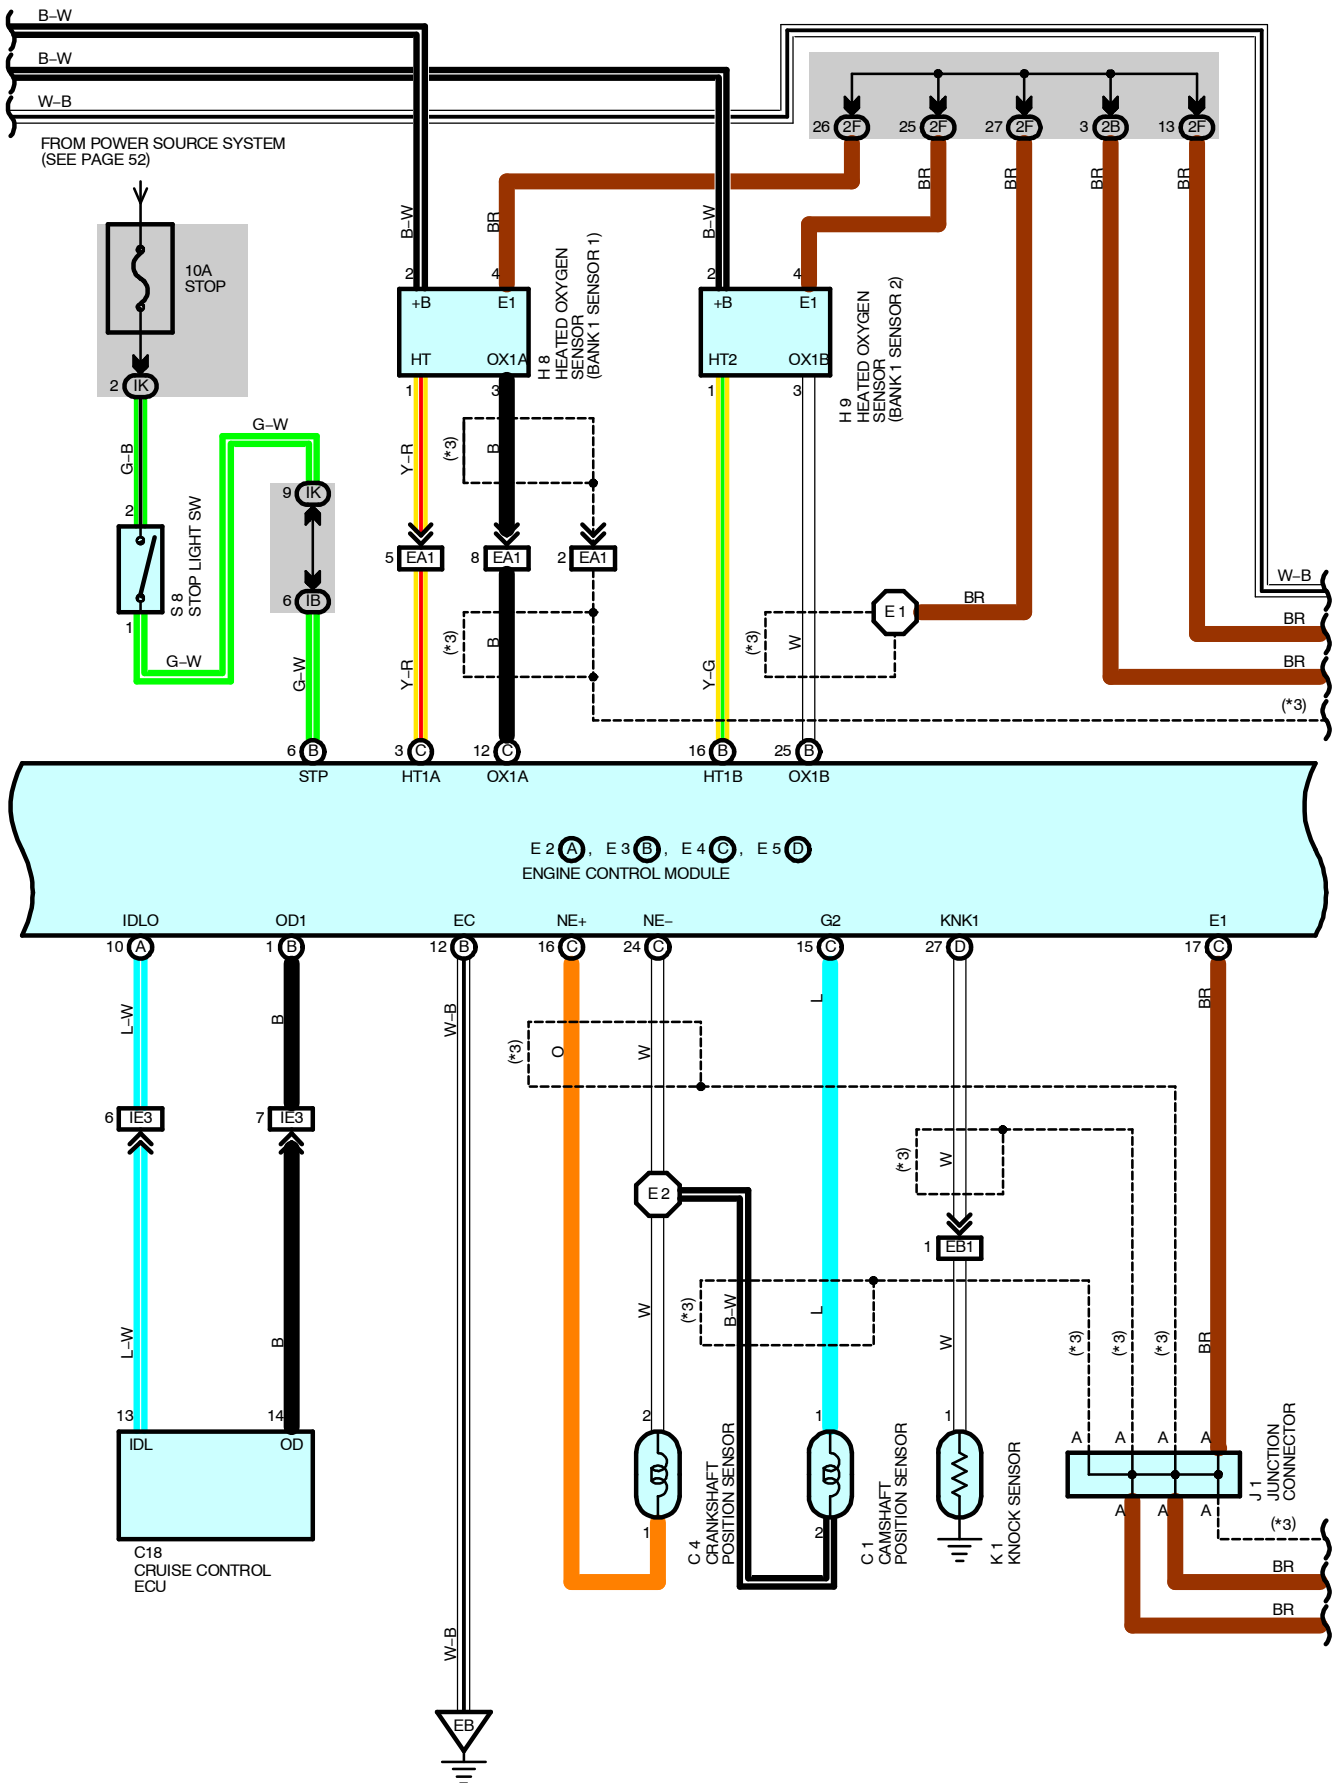 B–W
B–W
W–B
FROM POWER SOURCE SYSTEM
(SEE PAGE 52)
26 2F
25 2F
27 2F
3 2B
13 2F
BR
BR
BR
BR
BR
B–W
B–W
10A
STOP
2 IK
2
+B
4
E1
HT
OX1A
1
3
H 8
HEATED OXYGEN
SENSOR
(BANK 1 SENSOR 1)
2
+B
4
E1
HT2
OX1B
1
3
H 9
HEATED OXYGEN
SENSOR
(BANK 1 SENSOR 2)
G–W
G–B
9 IK
6 IB
2
1
S 8
STOP LIGHT SW
G–W
G–W
Y–R
(*3)
B
5 EA1
8 EA1
2 EA1
Y–R
(*3)
B
Y–G
(*3)
W
E 1
BR
W–B
BR
BR
(*3)
6 B
3 C
12 C
16 B
25 B
STP
HT1A
OX1A
HT1B
OX1B
E 2 A , E 3 B , E 4 C , E 5 D
ENGINE CONTROL MODULE
IDLO
OD1
EC
NE+
NE–
G2
KNK1
E1
10 A
1 B
12 B
16 C
24 C
15 C
27 D
17 C
L–W
B
W–B
(*3)
O
W
L
BR
6 IE3
7 IE3
(*3)
W
E 2
1 EB1
L–W
B
W
(*3)
B–W
L
W
(*3)
(*3)
(*3)
BR
13
14
IDL
OD
C18
CRUISE CONTROL
ECU
2
1
C 4
CRANKSHAFT
POSITION SENSOR
1
2
C 1
CAMSHAFT
POSITION SENSOR
1
K 1
KNOCK SENSOR
A
A
A
A
A
A
A
J 1
JUNCTION
CONNECTOR
(*3)
BR
BR
W–B
EB